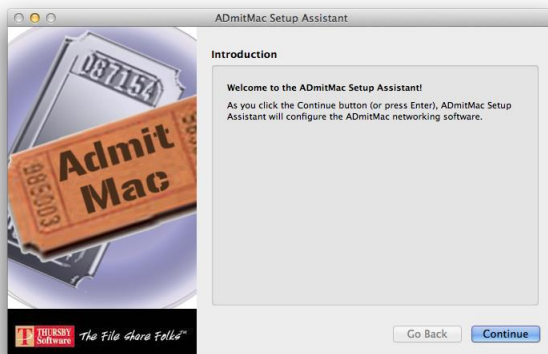 ADmitMac Setup Assistant
Introduction
Welcome to the ADmitMac Setup Assistant!
As you click the Continue button (or press Enter), ADmitMac Setup
Assistant will configure the ADmitMac networking software.
087154
Admit
Mac
985003
THURSBY
Software
The File Share Folks™
Go Back
Continue